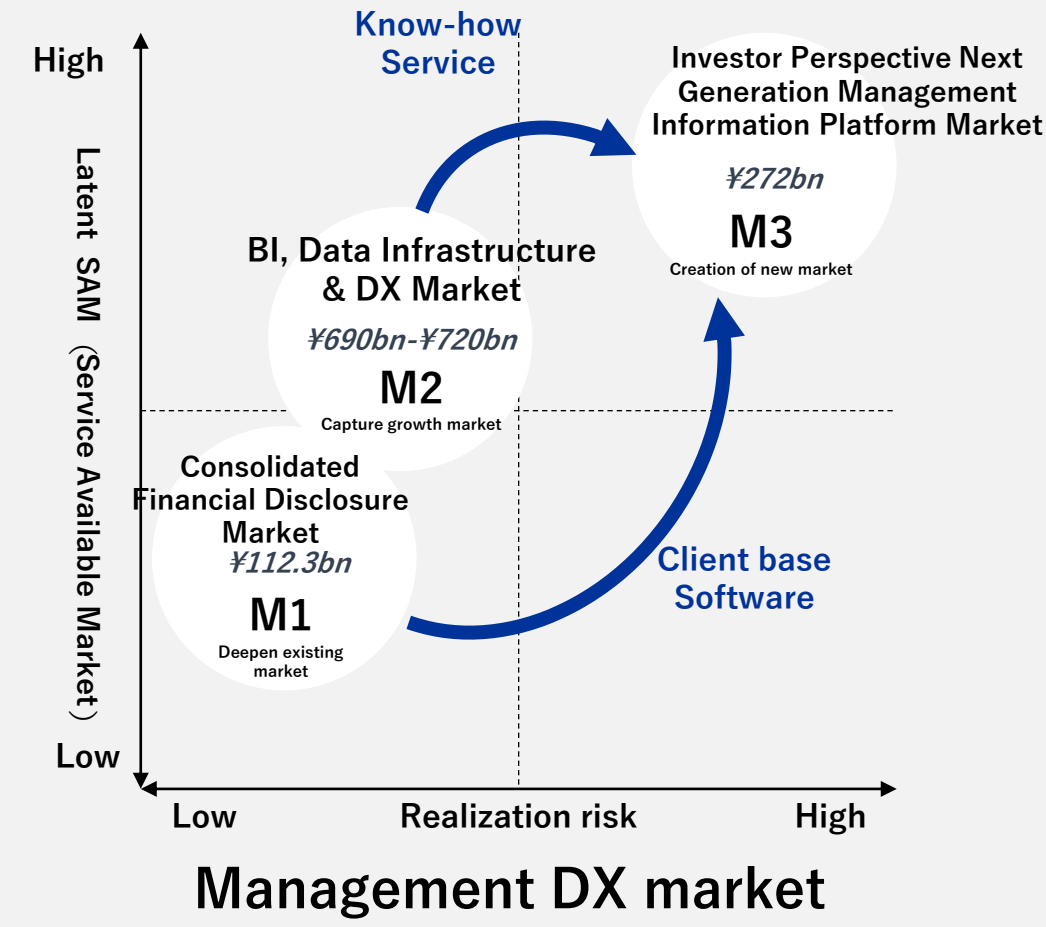 Know-how
Service
High
Investor Perspective Next
Generation Management
Information Platform Market
¥272bn
M3
Creation of new market
Latent SAM (Service Available Market)
BI, Data Infrastructure
& DX Market
¥690bn-¥720bn
M2
Capture growth market
Consolidated
Financial Disclosure
Market
¥112.3bn
M1
Deepen existing
market
Client base
Software
Low
Low
Realization risk
High
Management DX market